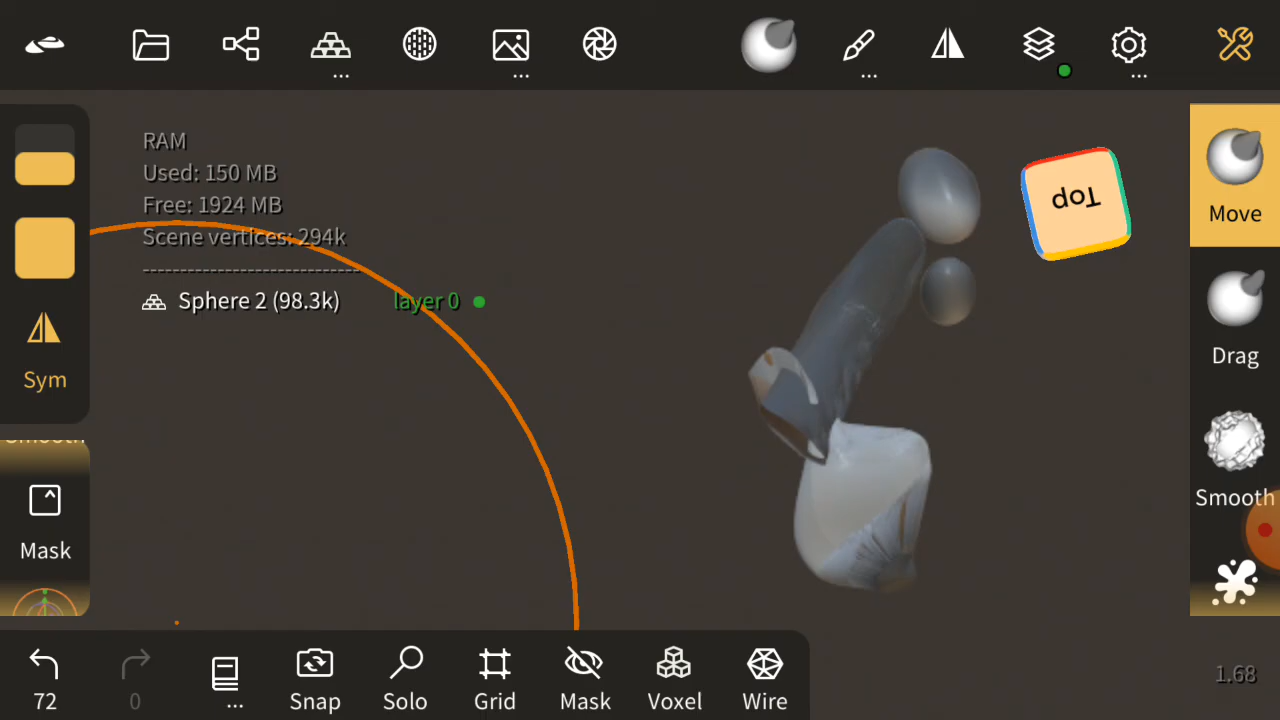 RAM
Used: 150 MB
Free: 1924 MB
Scene vertices: 294k
-----------------------------
Sphere 2 (98.3k) layer 0
Top
Sym
Smooth
Mask
Move
Drag
Smooth
72
0
...
Snap
Solo
Grid
Mask
Voxel
Wire
1.68